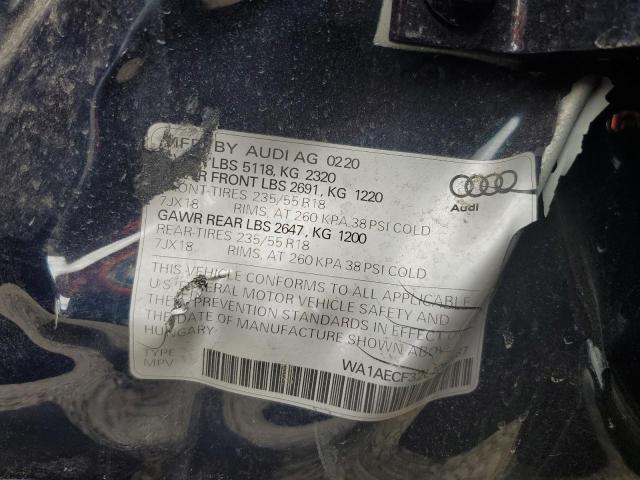 MFD BY AUDI AG 0220
LBS 5118, KG 2320
FRONT LBS 2691, KG 1220
FRONT-TIRES 235/55 R18
7JX18 RIMS, AT 260 KPA, 38 PSI COLD
GAWR REAR LBS 2647, KG 1200
REAR-TIRES 235/55 R18
7JX18 RIMS, AT 260 KPA 38 PSI COLD
THIS VEHICLE CONFORMS TO ALL APPLICABLE
FEDERAL MOTOR VEHICLE SAFETY AND
PREVENTION STANDARDS IN EFFECT
THE DATE OF MANUFACTURE SHOWN
HUNGARY
TYPE
MPV
Audi